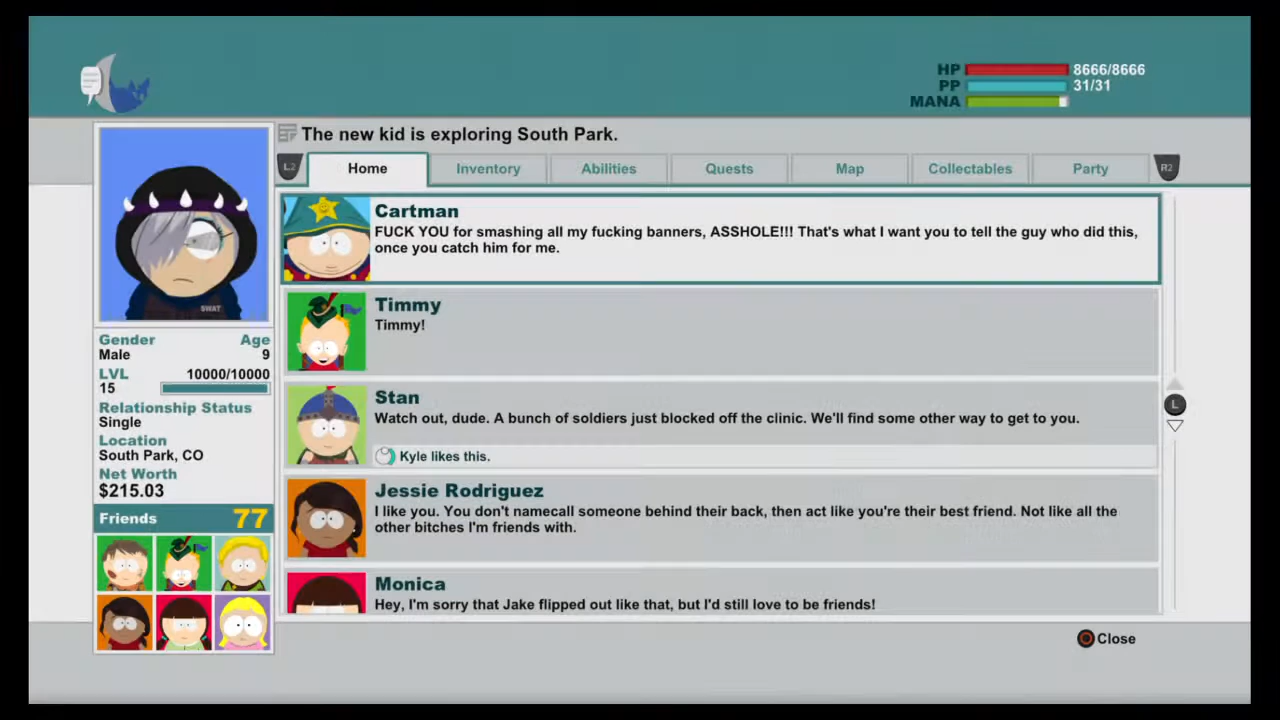 HP 8666/8666
PP 31/31
MANA
The new kid is exploring South Park.
L2 Home Inventory Abilities Quests Map Collectables Party R2
SWAT
Gender Age
Male 9
LVL 10000/10000
15
Relationship Status
Single
Location
South Park, CO
Net Worth
$215.03
Friends 77
Cartman
FUCK YOU for smashing all my fucking banners, ASSHOLE!!! That's what I want you to tell the guy who did this,
once you catch him for me.
Timmy
Timmy!
Stan
Watch out, dude. A bunch of soldiers just blocked off the clinic. We'll find some other way to get to you.
Kyle likes this.
Jessie Rodriguez
I like you. You don't namecall someone behind their back, then act like you're their best friend. Not like all the
other bitches I'm friends with.
Monica
Hey, I'm sorry that Jake flipped out like that, but I'd still love to be friends!
L
Close